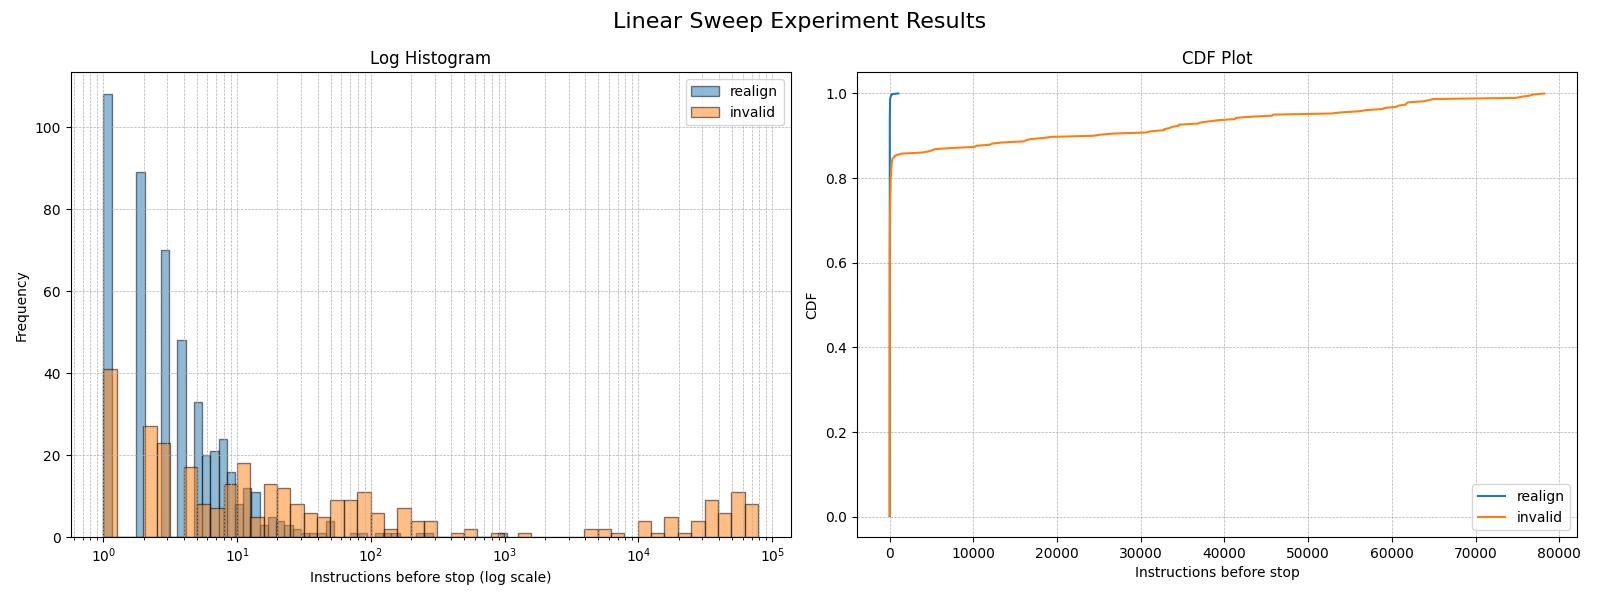 Linear Sweep Experiment Results
Log Histogram
realign
invalid
Frequency
100
80
60
40
20
0
10^0
10^1
10^2
10^3
10^4
10^5
Instructions before stop (log scale)
CDF Plot
CDF
1.0
0.8
0.6
0.4
0.2
0.0
realign
invalid
0
10000
20000
30000
40000
50000
60000
70000
80000
Instructions before stop